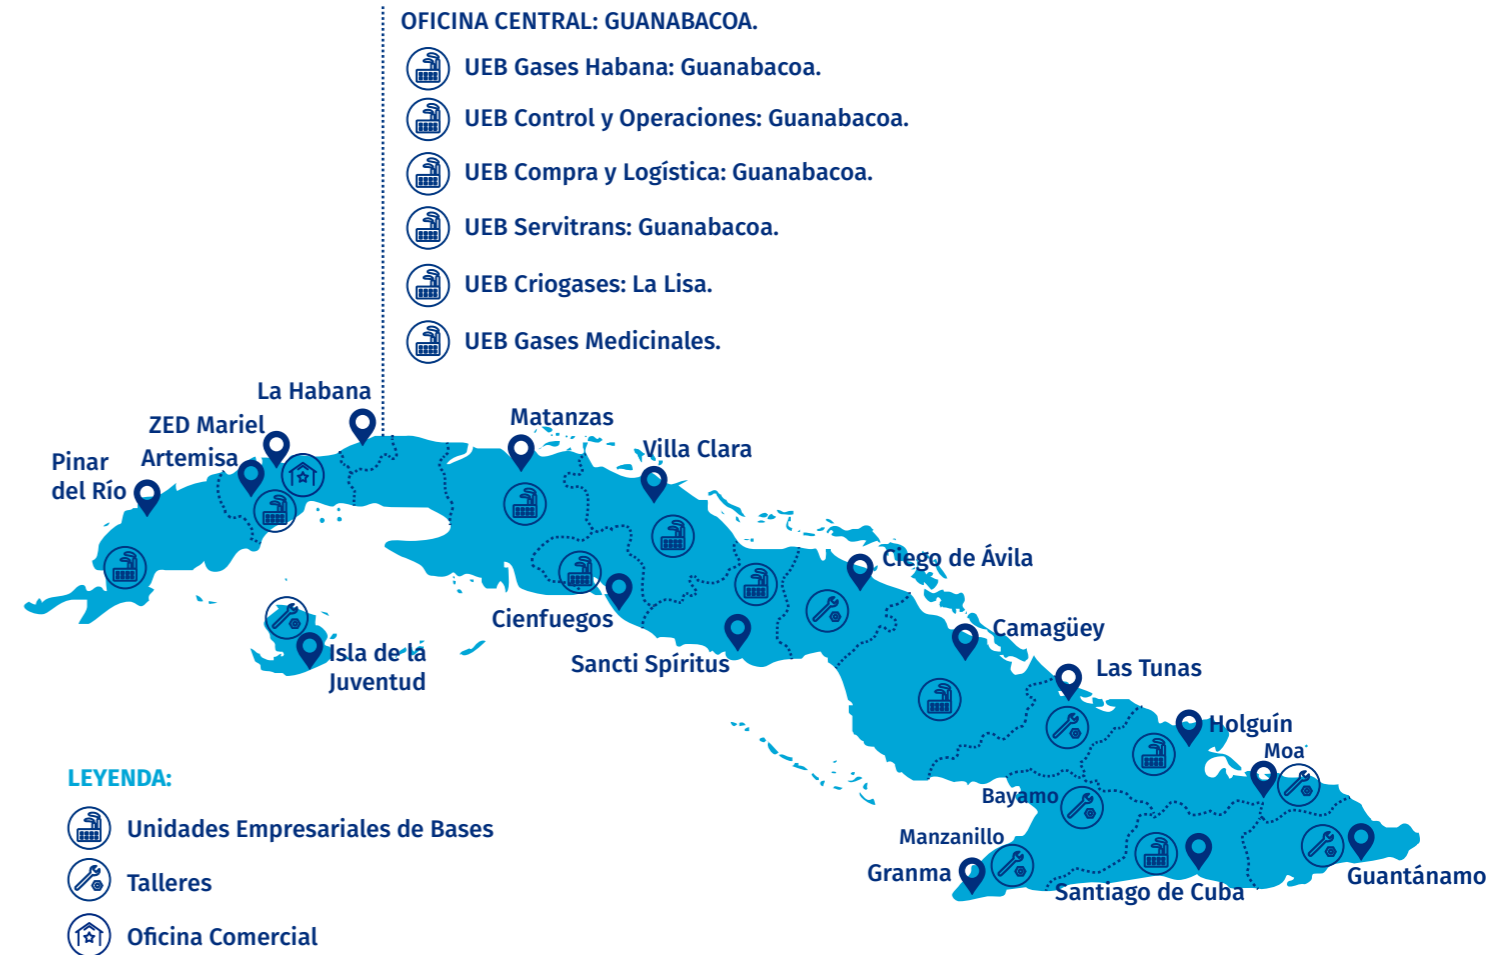 OFICINA CENTRAL: GUANABACOA.
UEB Gases Habana: Guanabacoa.
UEB Control y Operaciones: Guanabacoa.
UEB Compra y Logística: Guanabacoa.
UEB Servitrans: Guanabacoa.
UEB Criogases: La Lisa.
UEB Gases Medicinales.
La Habana
ZED Mariel
Artemisa
Pinar
del Río
Matanzas
Villa Clara
Ciego de Ávila
Cienfuegos
Sancti Spíritus
Camagüey
Isla de la
Juventud
Las Tunas
Holguín
Moa
Bayamo
Manzanillo
Granma
Santiago de Cuba
Guantánamo
LEYENDA:
Unidades Empresariales de Bases
Talleres
Oficina Comercial